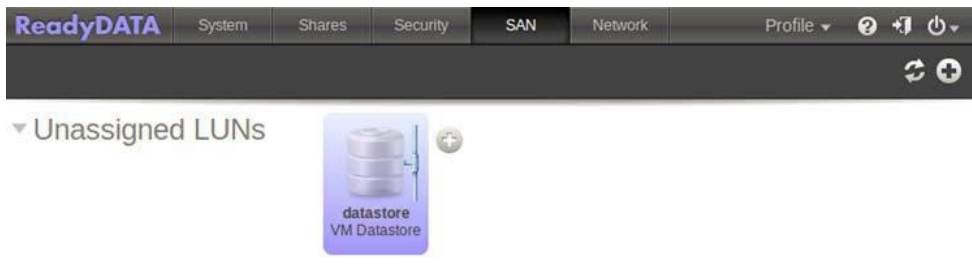 ReadyDATA System Shares Security SAN Network Profile
Unassigned LUNs
datastore
VM Datastore